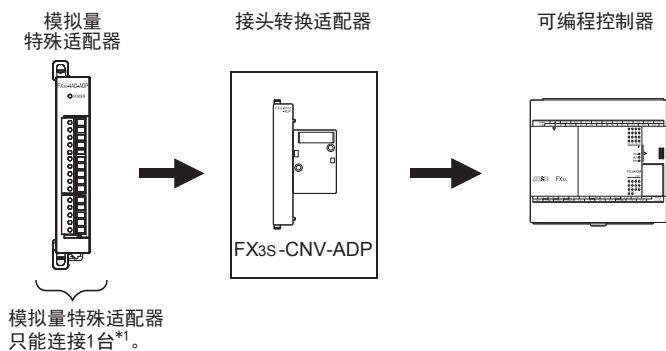 模拟量
特殊适配器
接头转换适配器
可编程控制器
POWER
FX3S
FX3S-CNV-ADP
模拟量特殊适配器
只能连接1台*1。